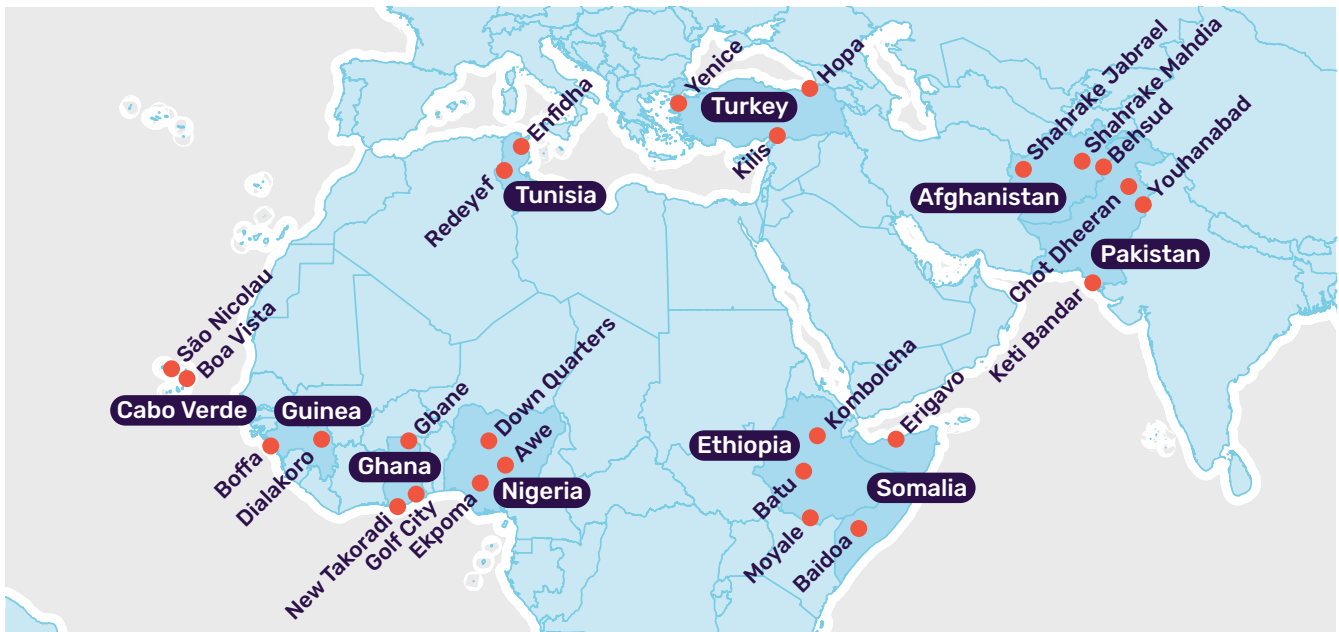 Yenice
Hopa
Turkey
Kilis
Enfidha
Redeyef
Tunisia
Shahrake Jabrael
Shahrake Mahdia
Behsud
Youhanabad
Afghanistan
Chot Dheeran
Pakistan
Keti Bandar
São Nicolau
Boa Vista
Cabo Verde
Guinea
Boffa
Dialakoro
Gbane
Ghana
New Takoradi
Golf City
Down Quarters
Awe
Ekpoma
Nigeria
Kombolcha
Ethiopia
Batu
Moyale
Erigavo
Somalia
Baidoa